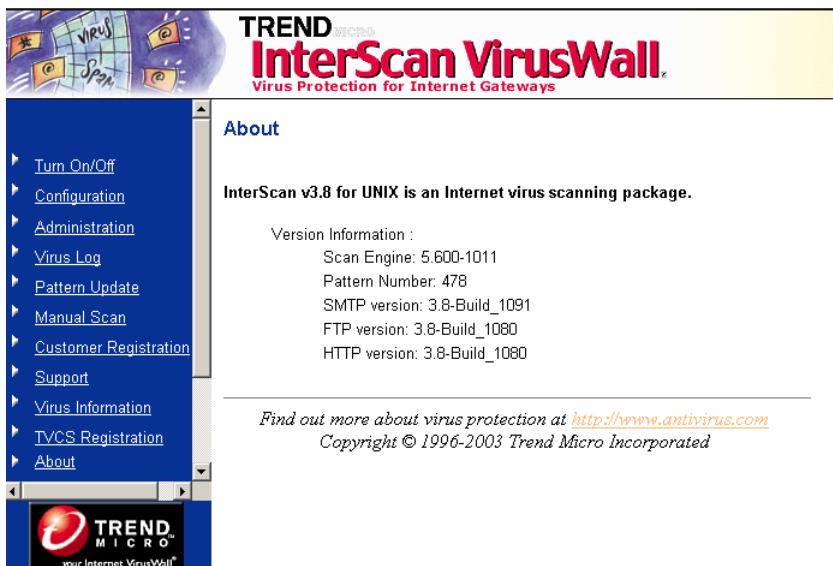 VIRUS
SPAM
TREND MICRO
InterScan VirusWall
Virus Protection for Internet Gateways
Turn On/Off
Configuration
Administration
Virus Log
Pattern Update
Manual Scan
Customer Registration
Support
Virus Information
TVCS Registration
About
TREND
MICRO
your Internet VirusWall
About
InterScan v3.8 for UNIX is an Internet virus scanning package.
Version Information :
Scan Engine: 5.600-1011
Pattern Number: 478
SMTP version: 3.8-Build_1091
FTP version: 3.8-Build_1080
HTTP version: 3.8-Build_1080
Find out more about virus protection at http://www.antivirus.com
Copyright © 1996-2003 Trend Micro Incorporated